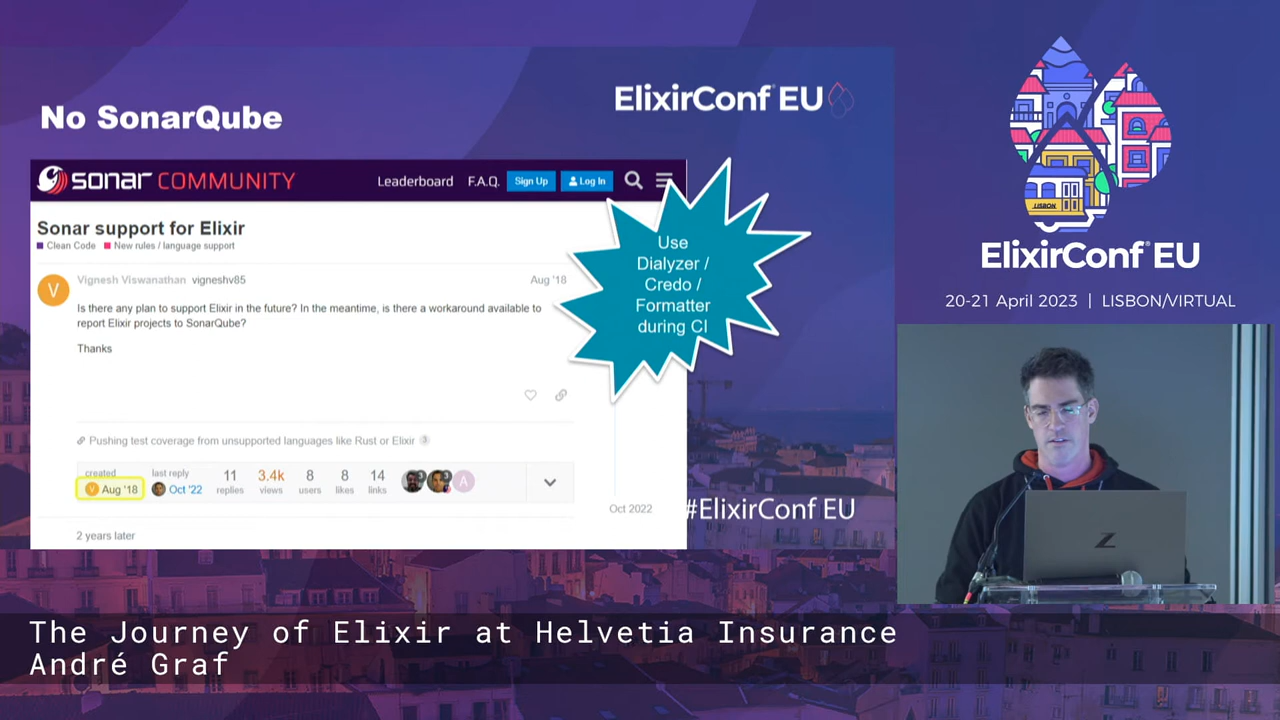 No SonarQube
ElixirConf EU
sonar COMMUNITY
Leaderboard F.A.Q. Sign Up Log In
Sonar support for Elixir
Clean Code New rules / language support
V
Vignesh Viswanathan vigneshv85 Aug '18
Is there any plan to support Elixir in the future? In the meantime, is there a workaround available to
report Elixir projects to SonarQube?
Thanks
Pushing test coverage from unsupported languages like Rust or Elixir 3
created last reply 11 3.4k 8 8 14
V Aug '18 Oct '22 replies views users likes links
A
Oct 2022
2 years later
Use
Dialyzer /
Credo /
Formatter
during CI
#ElixirConf EU
LISBON
ElixirConf® EU
20-21 April 2023 | LISBON/VIRTUAL
The Journey of Elixir at Helvetia Insurance
André Graf